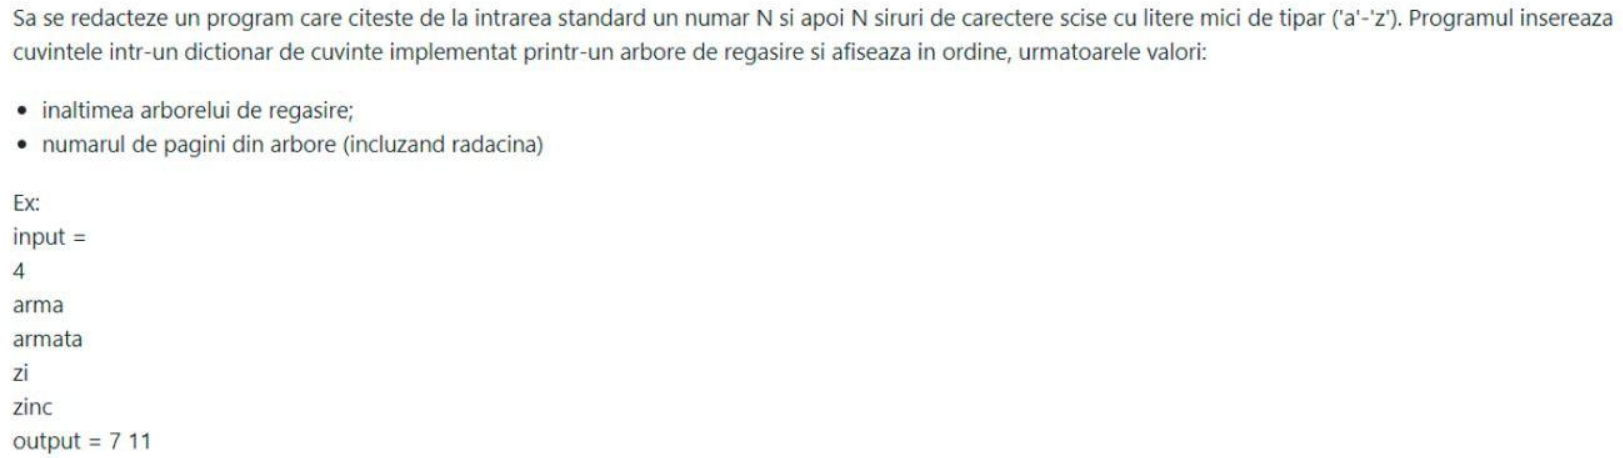 Sa se redacteze un program care citeste de la intrarea standard un numar N si apoi N siruri de carectere scise cu litere mici de tipar ('a'-'z'). Programul insereaza
cuvintele intr-un dictionar de cuvinte implementat printr-un arbore de regasire si afiseaza in ordine, urmatoarele valori:
• inaltimea arborelui de regasire;
• numarul de pagini din arbore (incluzand radacina)
Ex:
input =
4
arma
armata
zi
zinc
output = 7 11